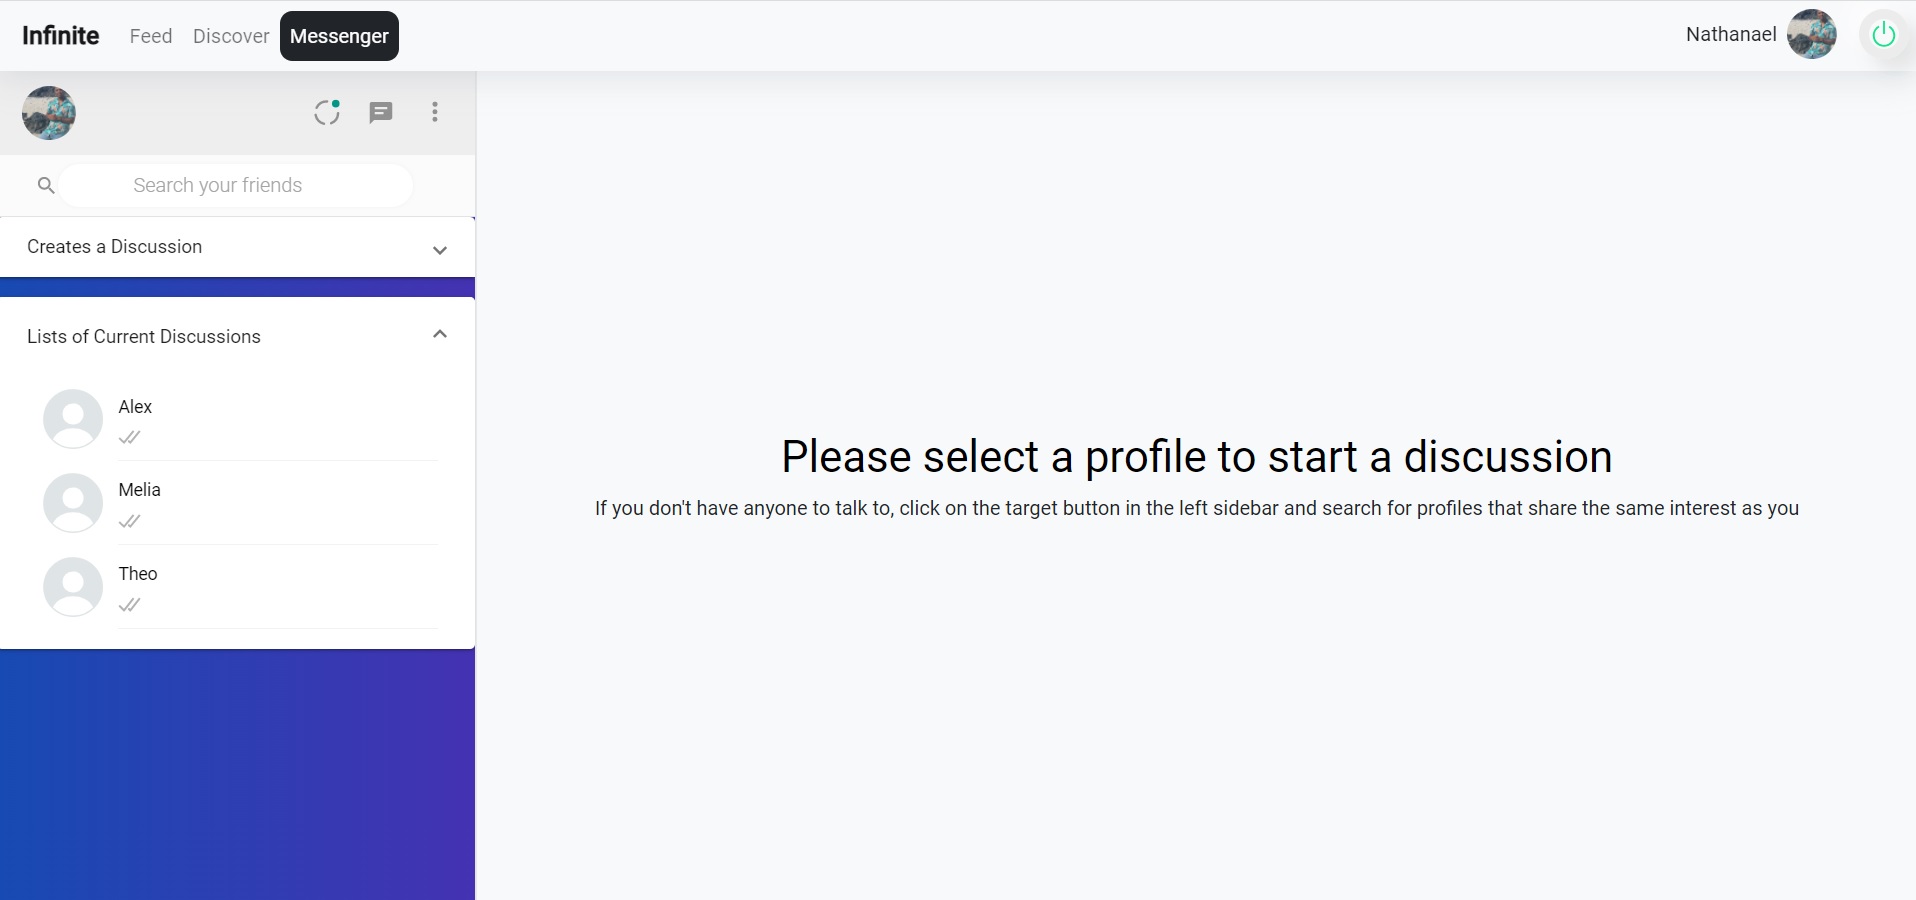 Infinite
Feed
Discover
Messenger
Nathanael
Search your friends
Creates a Discussion
Lists of Current Discussions
Alex
Melia
Theo
Please select a profile to start a discussion
If you don't have anyone to talk to, click on the target button in the left sidebar and search for profiles that share the same interest as you